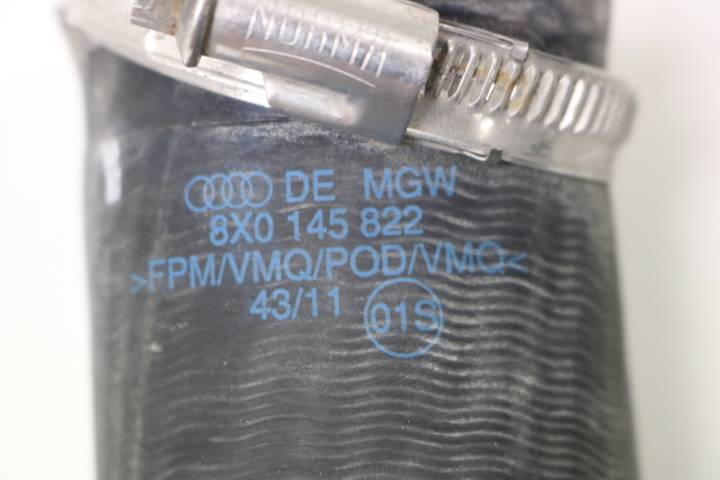 NORMA
DE MGW
8X0 145 822
>FPM/VMQ/POD/VMQ<
43/11 01S